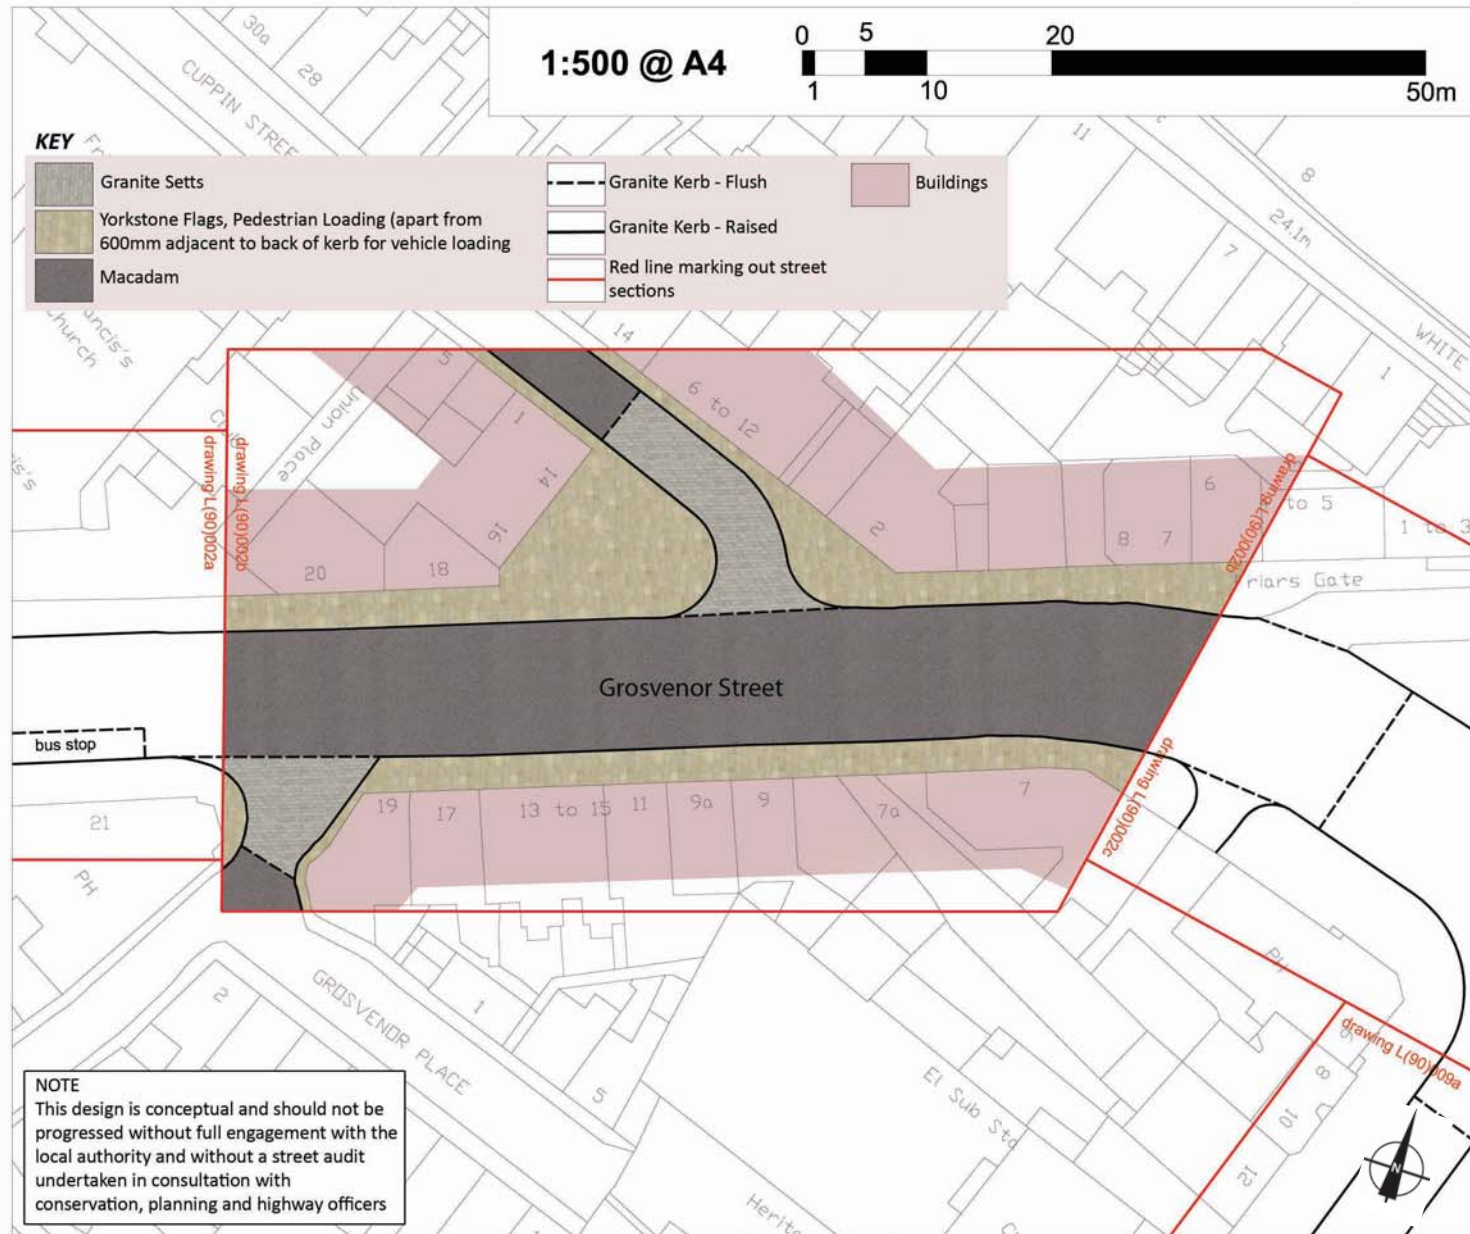 1:500 @ A4
0 5 20
1 10 50m
KEY
Granite Setts
Yorkstone Flags, Pedestrian Loading (apart from
600mm adjacent to back of kerb for vehicle loading
Macadam
Granite Kerb - Flush
Granite Kerb - Raised
Red line marking out street
sections
Buildings
30a
28
CUPPIN STREE
11
8
24.1m
7
WHITE
1
14
5
1
6 to 12
Union Place
14
16
20
18
2
8
7
6
to 5
1 to 3
riars Gate
drawing L(90)002a
drawing L(90)002b
drawing L(90)002b
Grosvenor Street
bus stop
21
PH
19
17
13 to 15
11
9a
9
7a
7
drawing L(90)002c
PH
drawing L(90)009a
8
10
12
2
GROSVENOR PLACE
1
5
El Sub Sta
Herita
N
NOTE
This design is conceptual and should not be
progressed without full engagement with the
local authority and without a street audit
undertaken in consultation with
conservation, planning and highway officers